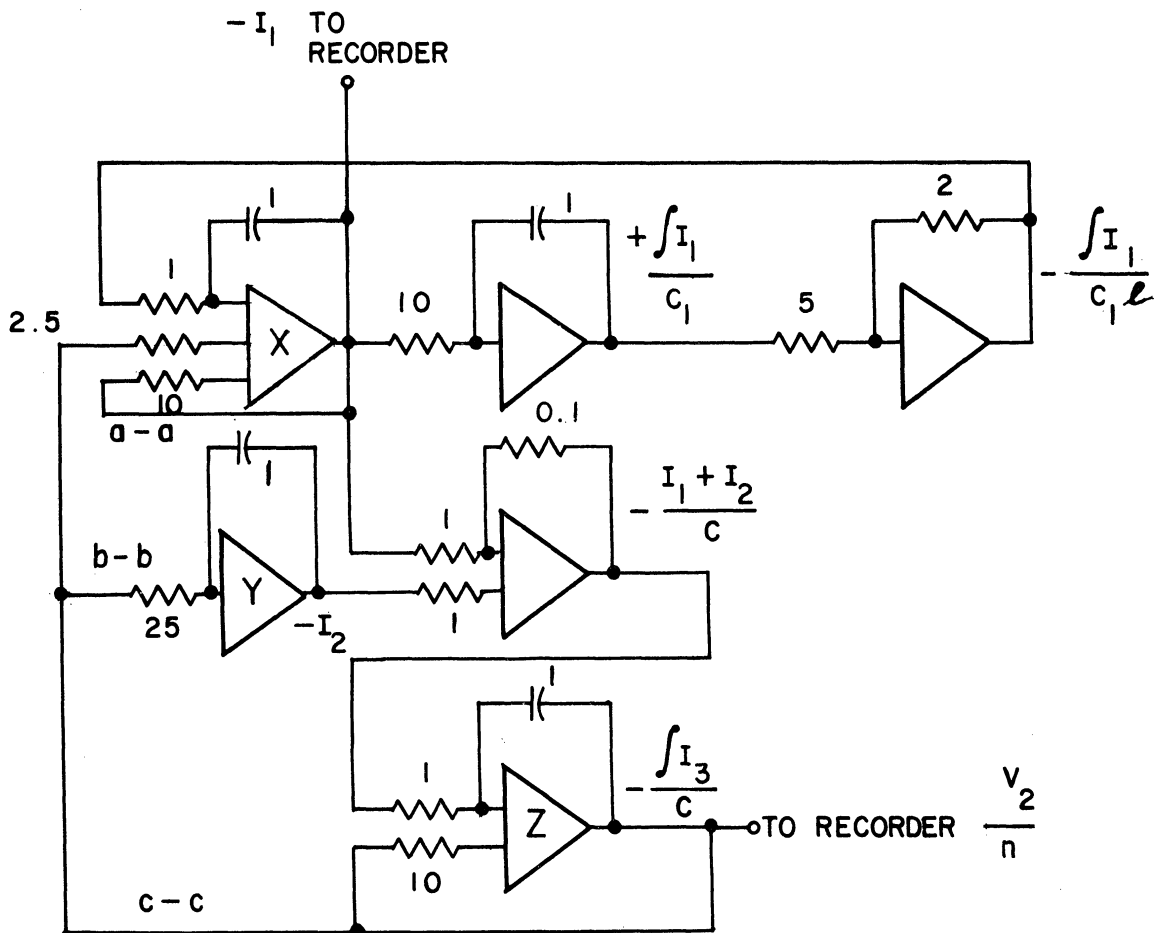 -I₁ TO
RECORDER
1
1
2
+ ∫I₁ / C₁
- ∫I₁ / C₁ℓ
1
10
5
2.5
X
10
a-a
0.1
1
- I₁ + I₂ / C
b-b
1
Y
25
-I₂
1
1
- ∫I₃ / C
V₂ / n
1
Z
TO RECORDER
10
c-c